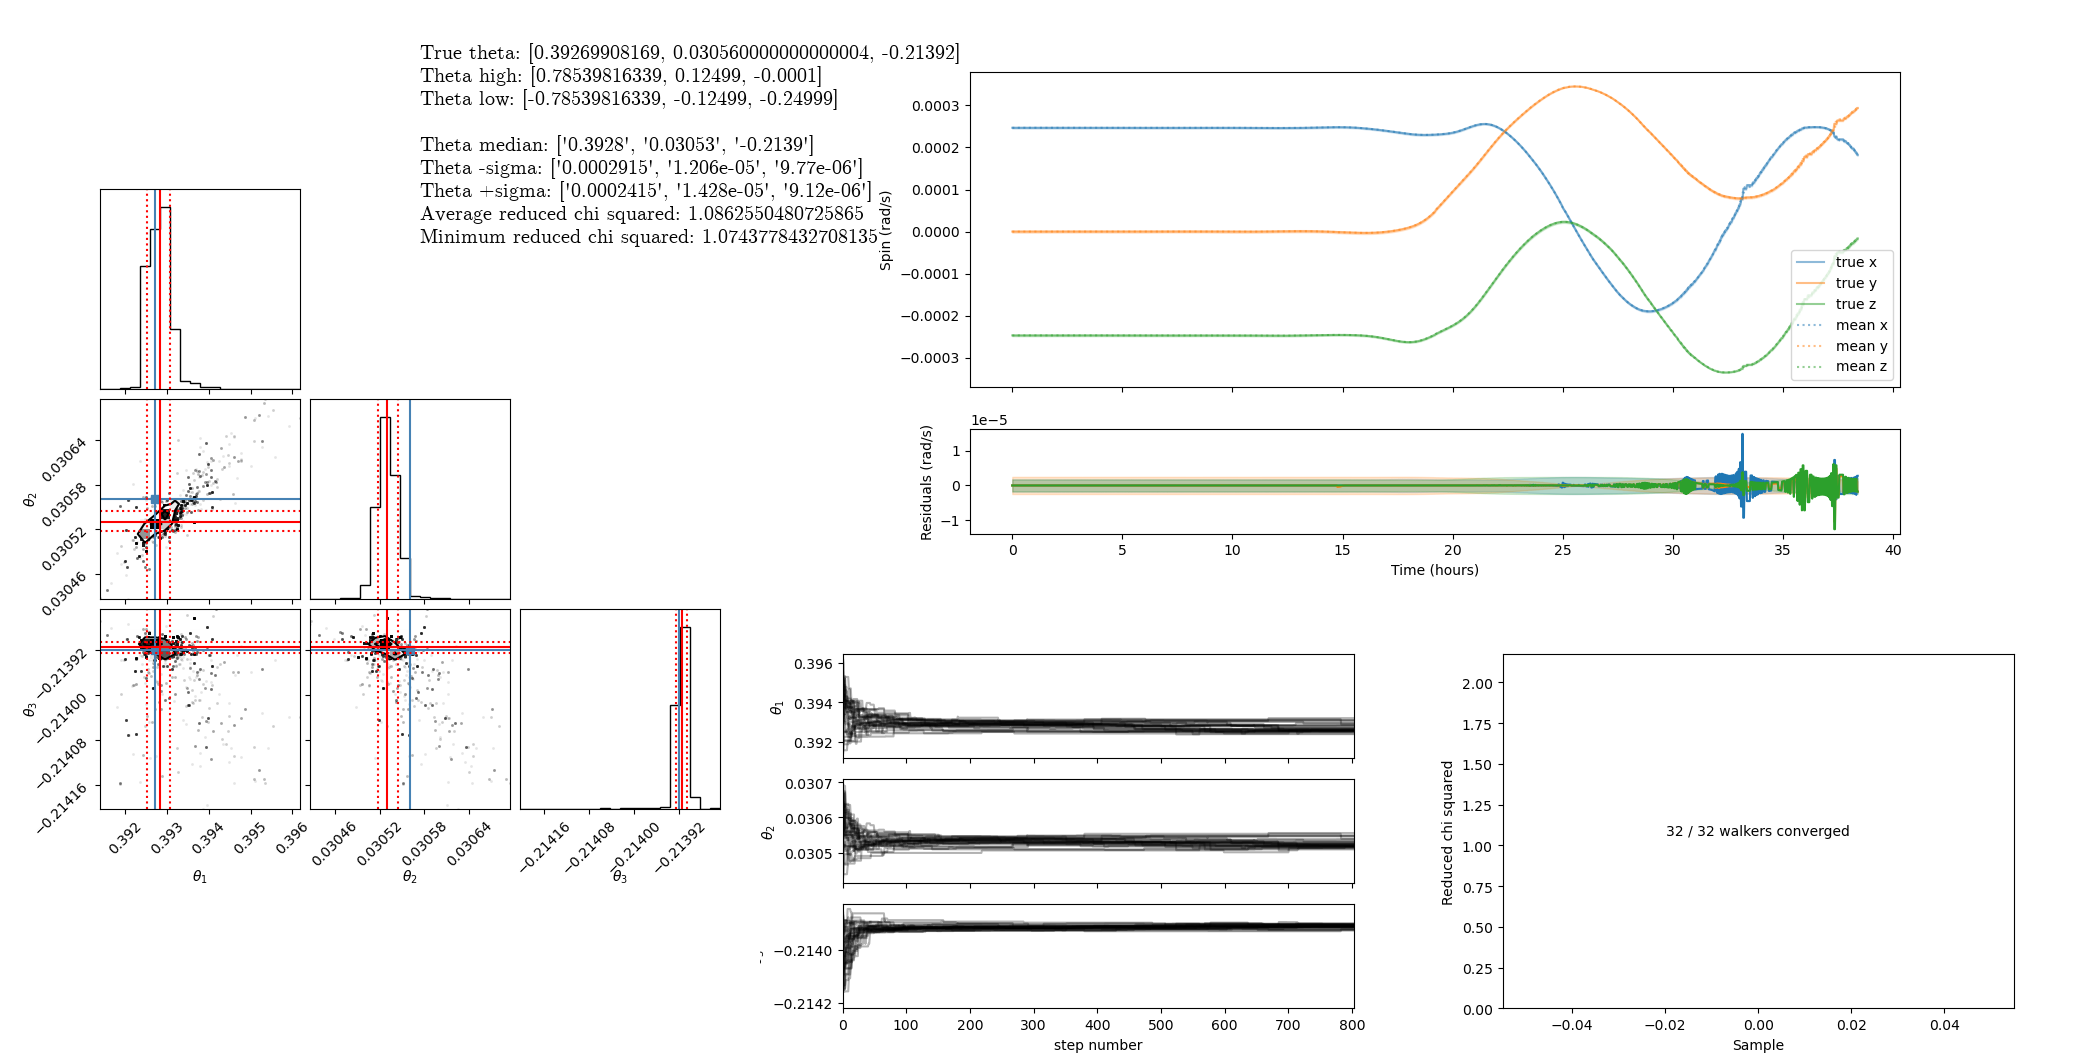 True theta: [0.39269908169, 0.030560000000000004, -0.21392]
Theta high: [0.78539816339, 0.12499, -0.0001]
Theta low: [-0.78539816339, -0.12499, -0.24999]
Theta median: ['0.3928', '0.03053', '-0.2139']
Theta -sigma: ['0.0002915', '1.206e-05', '9.77e-06']
Theta +sigma: ['0.0002415', '1.428e-05', '9.12e-06']
Average reduced chi squared: 1.0862550480725865
Minimum reduced chi squared: 1.0743778432708135
Spin (rad/s)
0.0003
0.0002
0.0001
0.0000
−0.0001
−0.0002
−0.0003
true x
true y
true z
mean x
mean y
mean z
1e−5
Residuals (rad/s)
1
0
−1
0 5 10 15 20 25 30 35 40
Time (hours)
θ2
0.03064
0.03058
0.03052
0.03046
θ3
−0.21392
−0.21400
−0.21408
−0.21416
0.392 0.393 0.394 0.395 0.396
θ1
0.03046 0.03052 0.03058 0.03064
θ2
−0.21416 −0.21408 −0.21400 −0.21392
θ3
θ1
0.396
0.394
0.392
θ2
0.0307
0.0306
0.0305
−0.2140
−0.2142
0 100 200 300 400 500 600 700 800
step number
Reduced chi squared
2.00
1.75
1.50
1.25
1.00
0.75
0.50
0.25
0.00
32 / 32 walkers converged
−0.04 −0.02 0.00 0.02 0.04
Sample